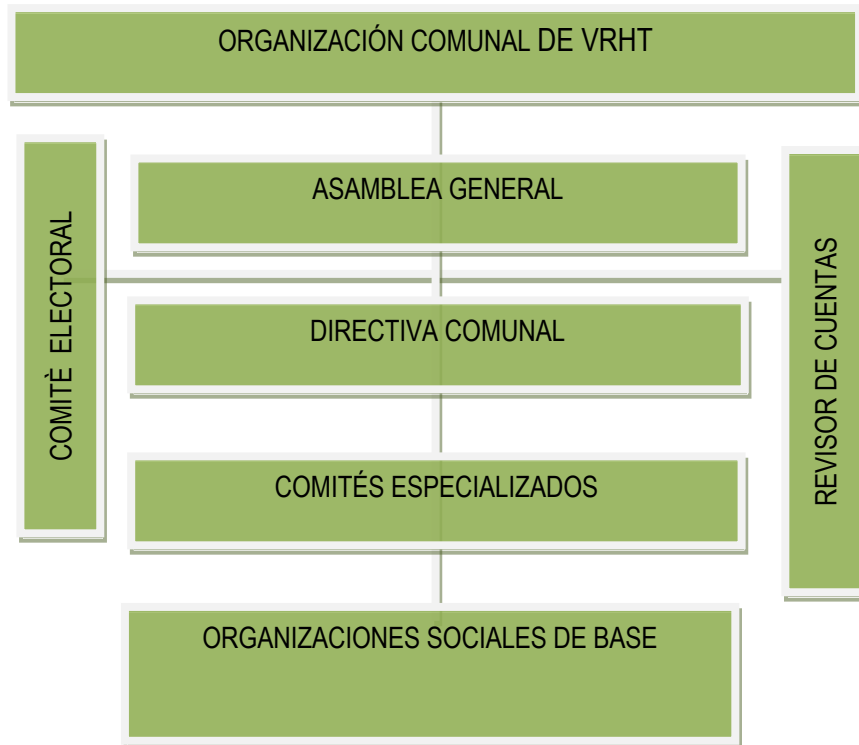 ORGANIZACIÓN COMUNAL DE VRHT
ASAMBLEA GENERAL
COMITÈ ELECTORAL
REVISOR DE CUENTAS
DIRECTIVA COMUNAL
COMITÉS ESPECIALIZADOS
ORGANIZACIONES SOCIALES DE BASE